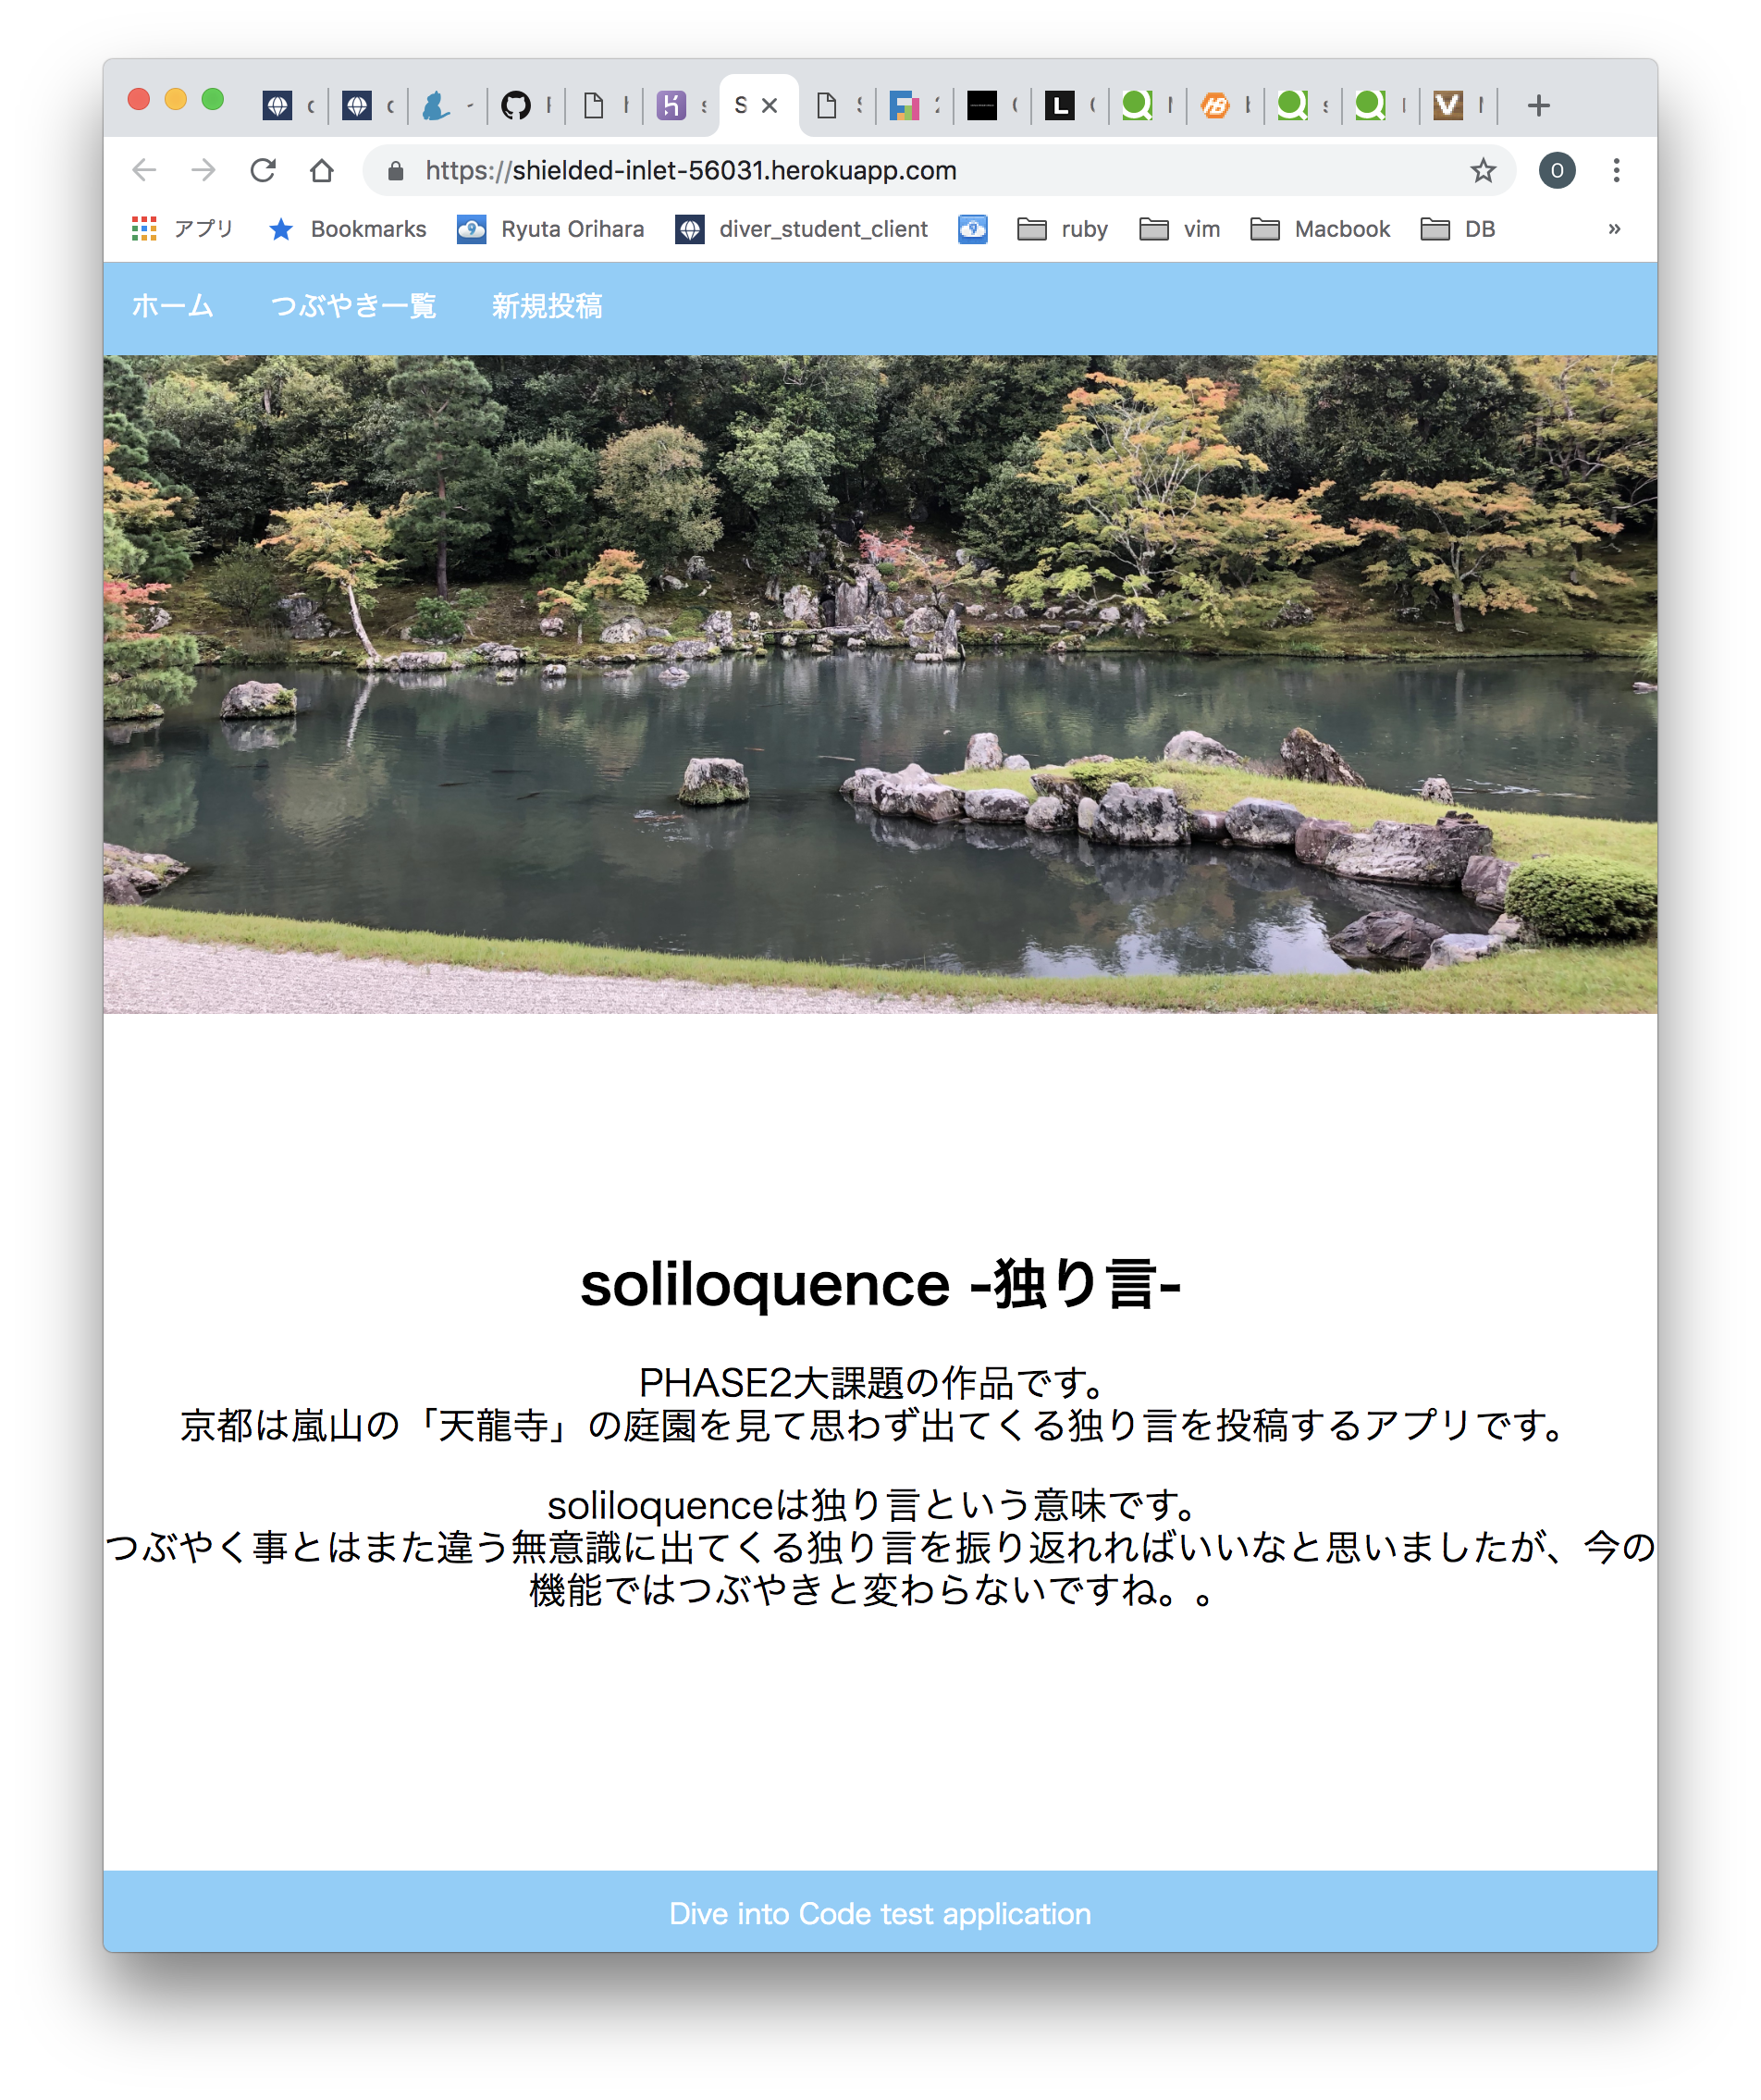 https://shielded-inlet-56031.herokuapp.com
アプリ Bookmarks Ryuta Orihara diver_student_client ruby vim Macbook DB »
ホーム つぶやき一覧 新規投稿
soliloquence -独り言-
PHASE2大課題の作品です。
京都は嵐山の「天龍寺」の庭園を見て思わず出てくる独り言を投稿するアプリです。
soliloquenceは独り言という意味です。
つぶやく事とはまた違う無意識に出てくる独り言を振り返れればいいなと思いましたが、今の
機能ではつぶやきと変わらないですね。。
Dive into Code test application